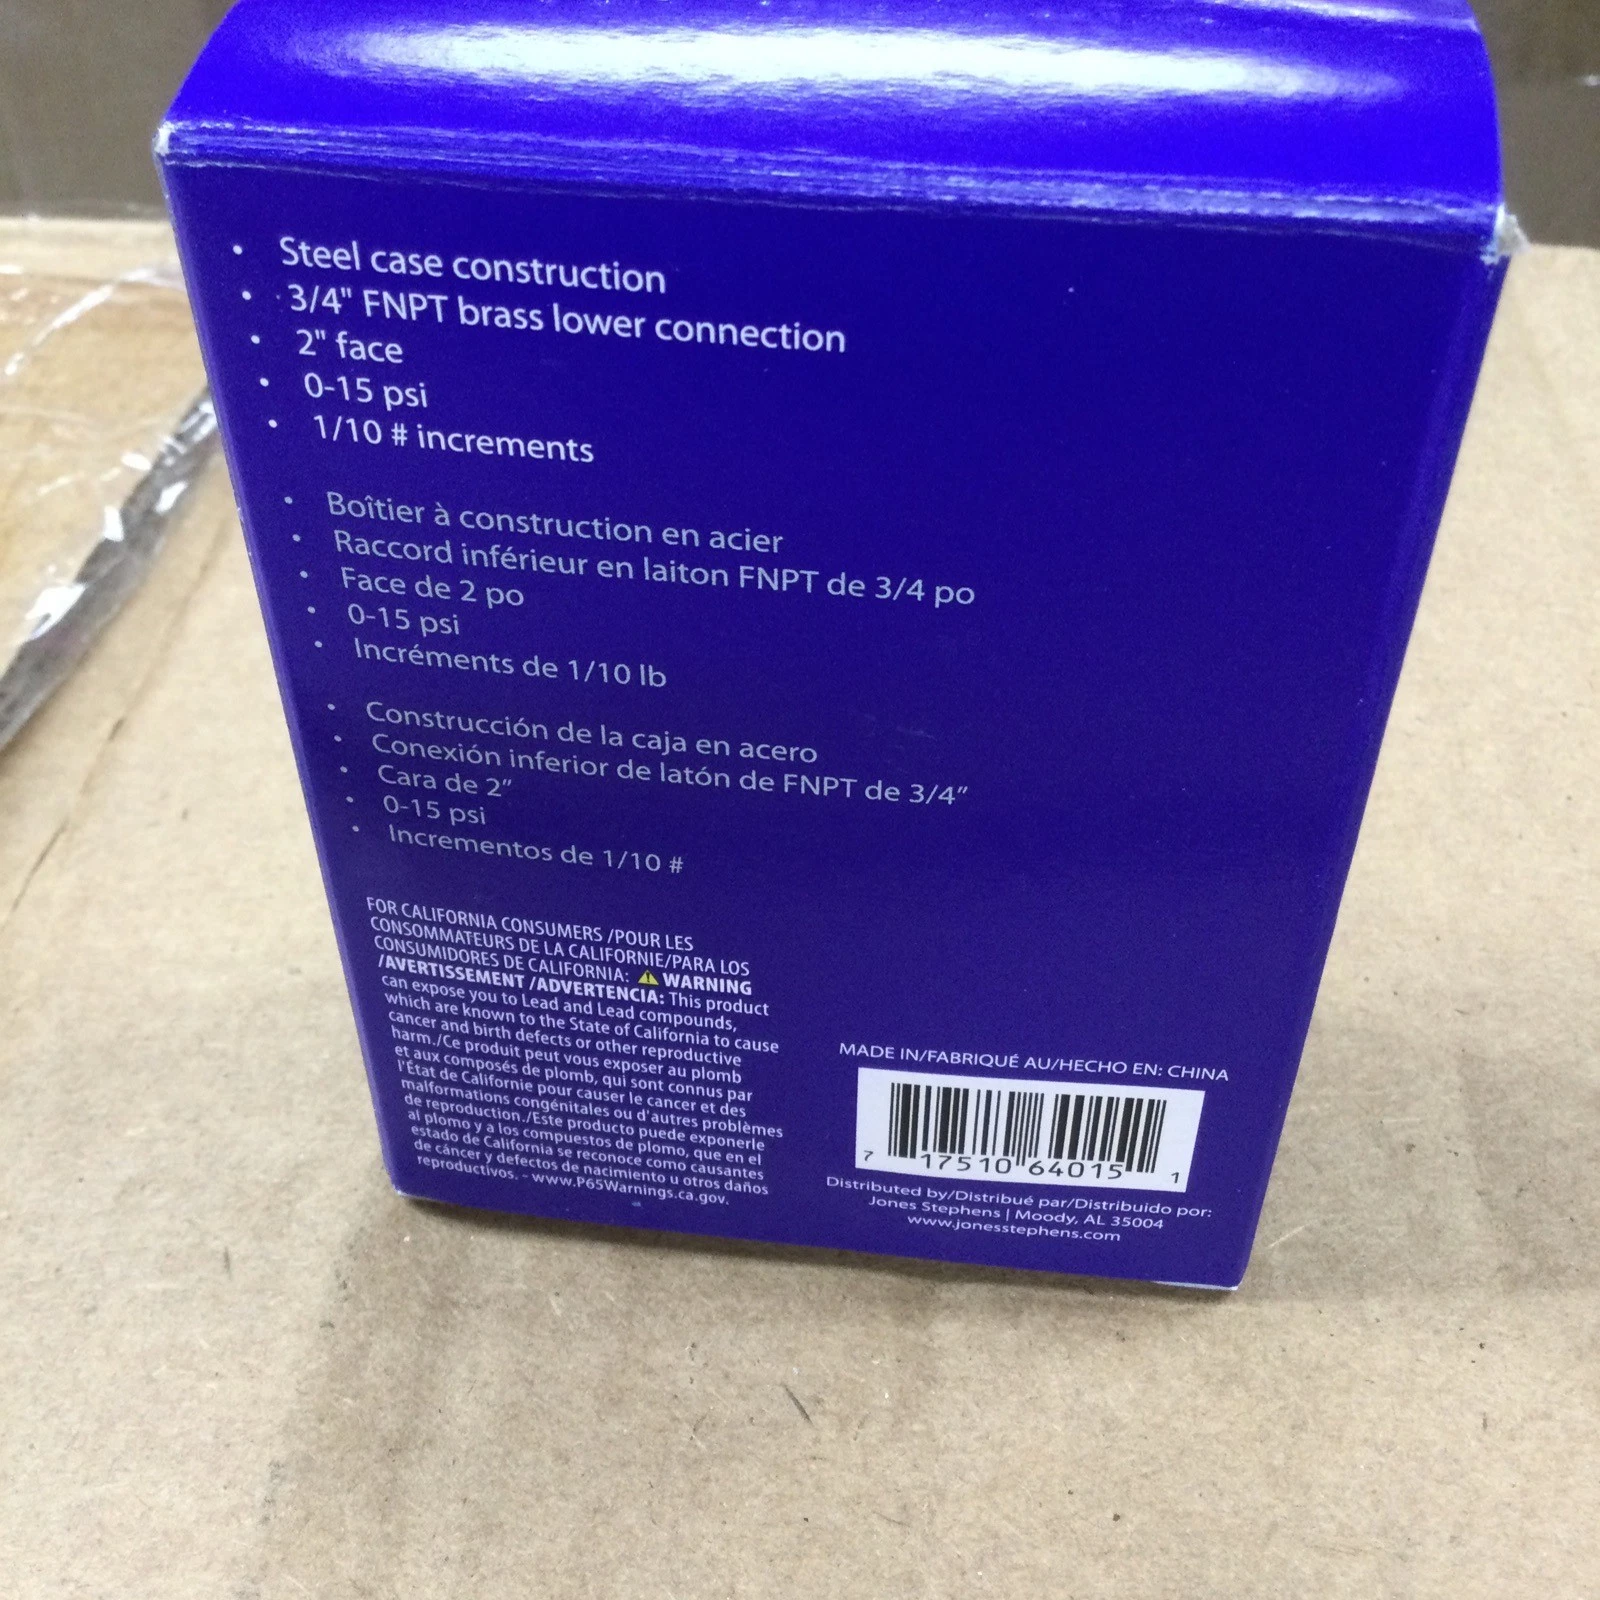 • Steel case construction
• 3/4" FNPT brass lower connection
• 2" face
• 0-15 psi
• 1/10 # increments
• Boîtier à construction en acier
• Raccord inférieur en laiton FNPT de 3/4 po
• Face de 2 po
• 0-15 psi
• Incréments de 1/10 lb
• Construcción de la caja en acero
• Conexión inferior de latón de FNPT de 3/4”
• Cara de 2”
• 0-15 psi
• Incrementos de 1/10 #
FOR CALIFORNIA CONSUMERS /POUR LES
CONSOMMATEURS DE LA CALIFORNIE/PARA LOS
CONSUMIDORES DE CALIFORNIA: ⚠ WARNING
/AVERTISSEMENT /ADVERTENCIA: This product
can expose you to Lead and Lead compounds,
which are known to the State of California to cause
cancer and birth defects or other reproductive
harm./Ce produit peut vous exposer au plomb
et aux composés de plomb, qui sont connus par
l'État de Californie pour causer le cancer et des
malformations congénitales ou d'autres problèmes
de reproduction./Este producto puede exponerle
al plomo y a los compuestos de plomo, que en el
estado de California se reconoce como causantes
de cáncer y defectos de nacimiento u otros daños
reproductivos. - www.P65Warnings.ca.gov.
MADE IN/FABRIQUÉ AU/HECHO EN: CHINA
7 17510 64015 1
Distributed by/Distribué par/Distribuido por:
Jones Stephens | Moody, AL 35004
www.jonesstephens.com